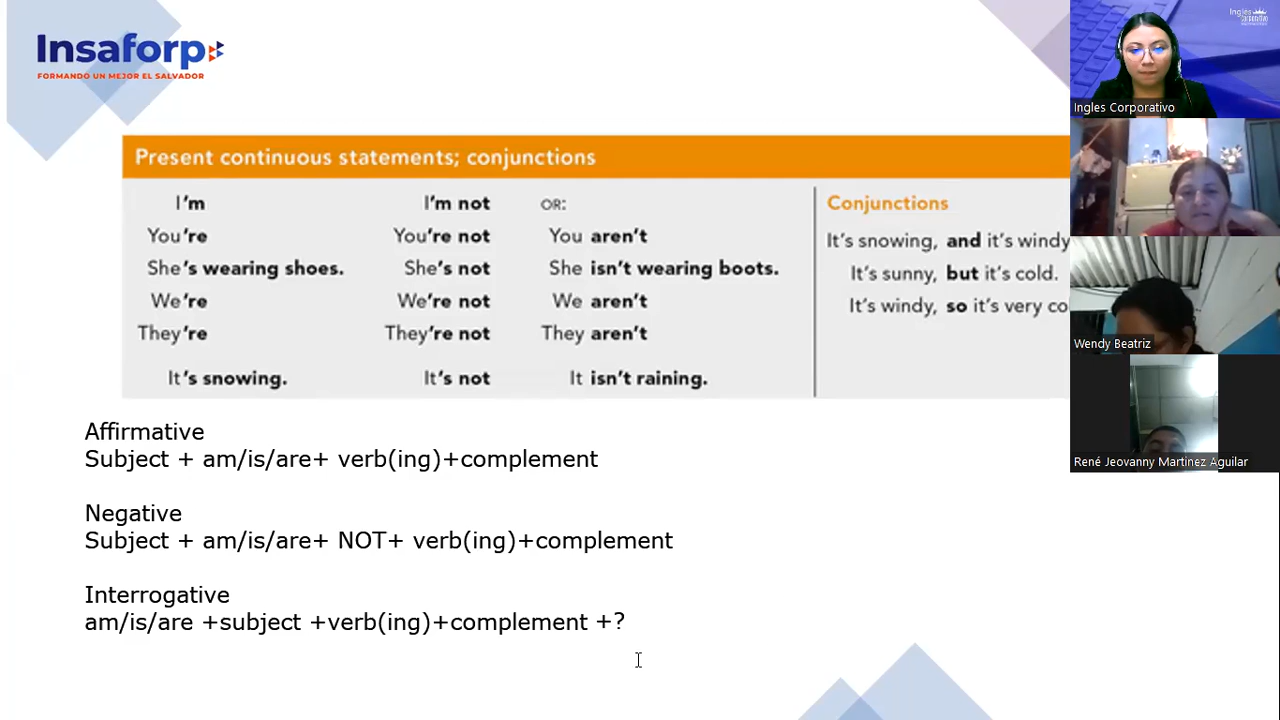 Insaforp
FORMANDO UN MEJOR EL SALVADOR
Present continuous statements; conjunctions
I'm I'm not OR:
You're You're not You aren't
She's wearing shoes. She's not She isn't wearing boots.
We're We're not We aren't
They're They're not They aren't
It's snowing. It's not It isn't raining.
Conjunctions
It's snowing, and it's windy
It's sunny, but it's cold.
It's windy, so it's very co
Affirmative
Subject + am/is/are+ verb(ing)+complement
Negative
Subject + am/is/are+ NOT+ verb(ing)+complement
Interrogative
am/is/are +subject +verb(ing)+complement +?
Ingles
Ingles Corporativo
Wendy Beatriz
René Jeovanny Martinez Aguilar